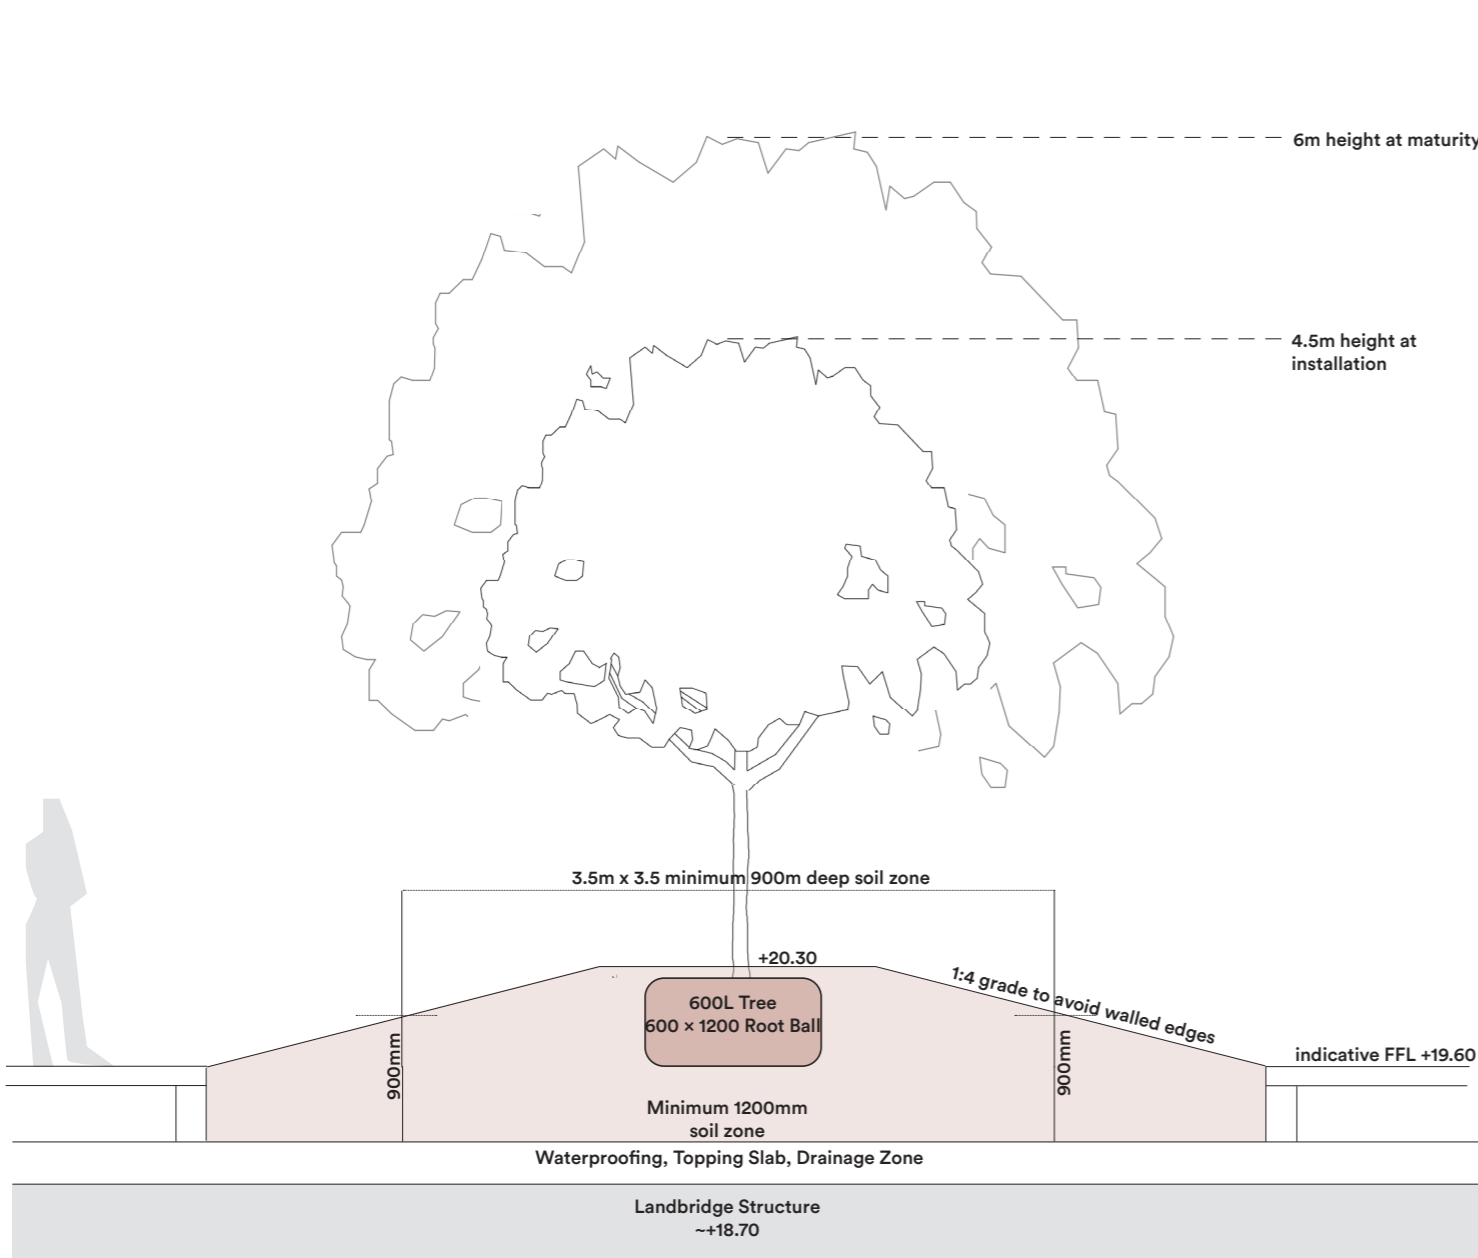 6m height at maturity
4.5m height at
installation
3.5m x 3.5 minimum 900m deep soil zone
+20.30
1:4 grade to avoid walled edges
600L Tree
600 × 1200 Root Ball
900mm
900mm
indicative FFL +19.60
Minimum 1200mm
soil zone
Waterproofing, Topping Slab, Drainage Zone
Landbridge Structure
~+18.70